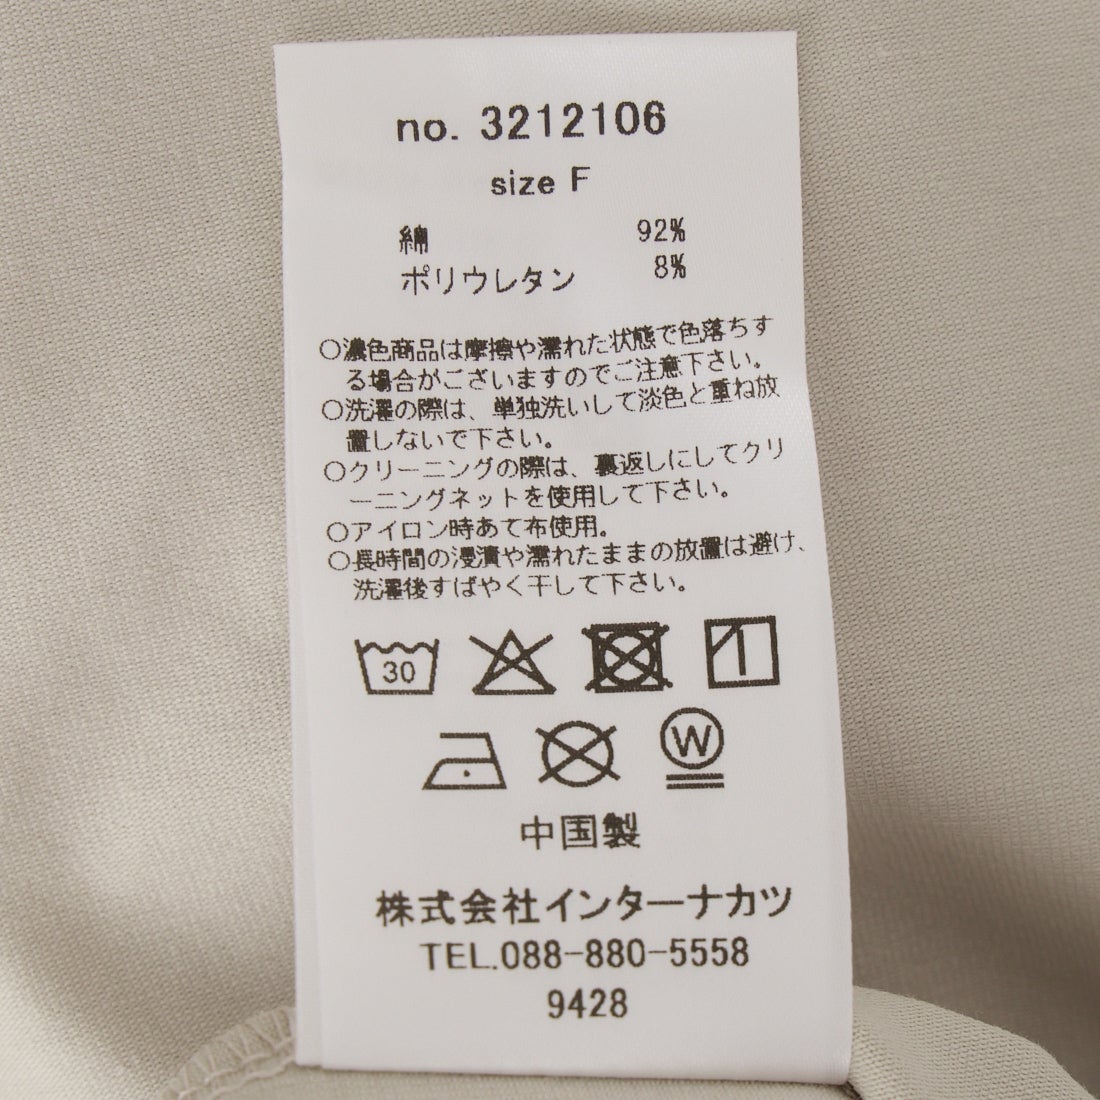 no. 3212106
size F
綿 92%
ポリウレタン 8%
○濃色商品は摩擦や濡れた状態で色落ちす
る場合がございますのでご注意下さい。
○洗濯の際は、単独洗いして淡色と重ね放
置しないで下さい。
○クリーニングの際は、裏返しにしてクリ
ーニングネットを使用して下さい。
○アイロン時あて布使用。
○長時間の浸漬や濡れたままの放置は避け、
洗濯後すばやく干して下さい。
30
W
中国製
株式会社インターナカツ
TEL.088-880-5558
9428